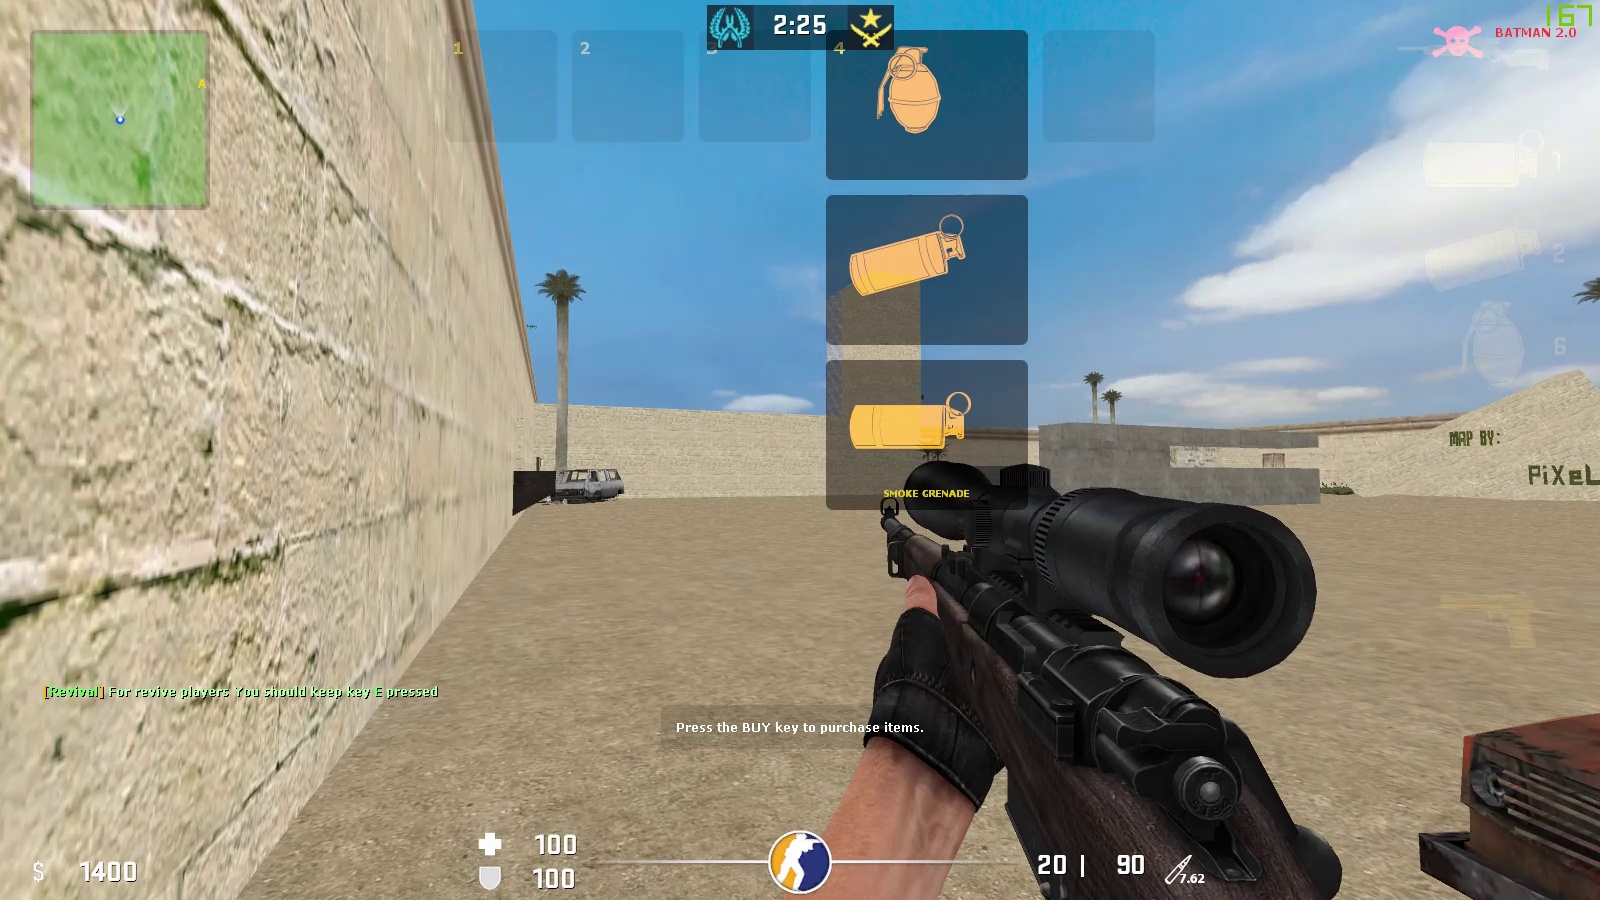 2:25
167
BATMAN 2.0
1
2
3
4
A
1
2
6
SMOKE GRENADE
MAP BY:
PiXeL
[Revival] For revive players You should keep key E pressed
Press the BUY key to purchase items.
$ 1400
100
100
20 | 90
7.62